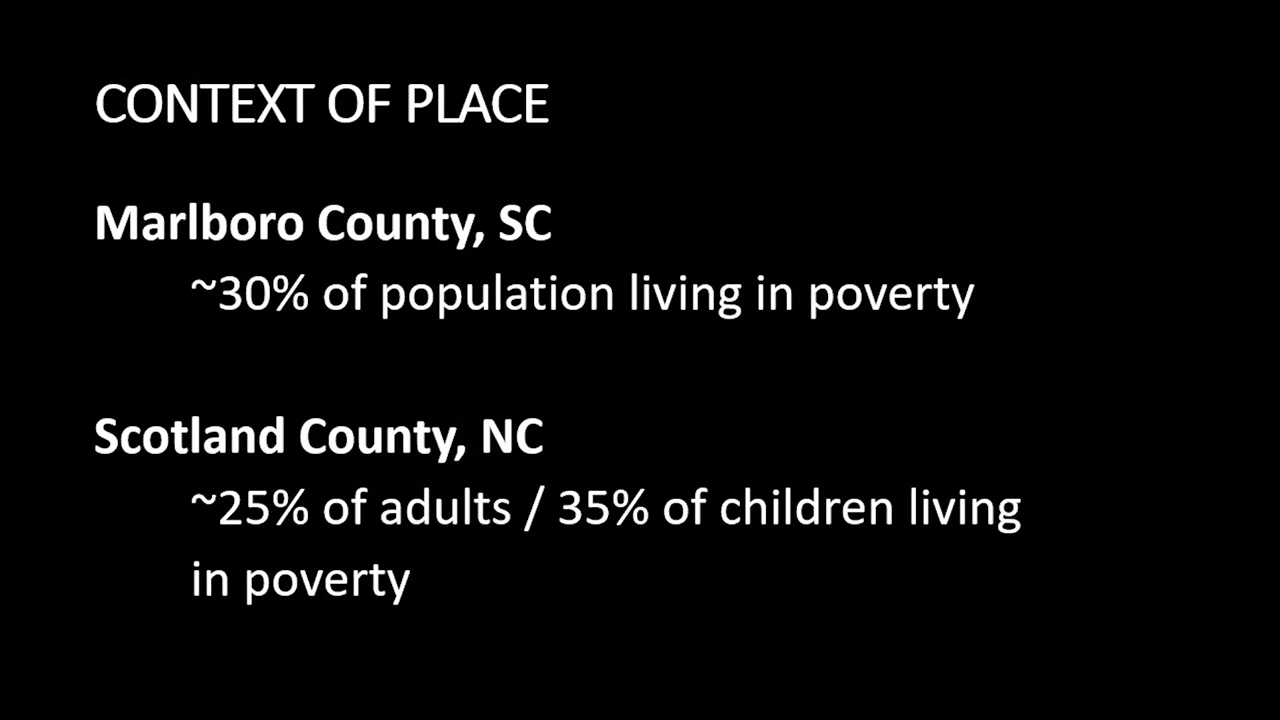 CONTEXT OF PLACE
Marlboro County, SC
~30% of population living in poverty
Scotland County, NC
~25% of adults / 35% of children living
in poverty